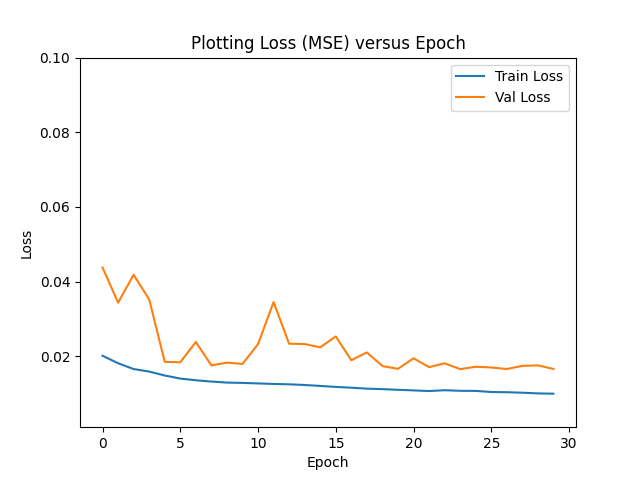 Plotting Loss (MSE) versus Epoch
Train Loss
Val Loss
0.10
0.08
0.06
0.04
0.02
Loss
0 5 10 15 20 25 30
Epoch